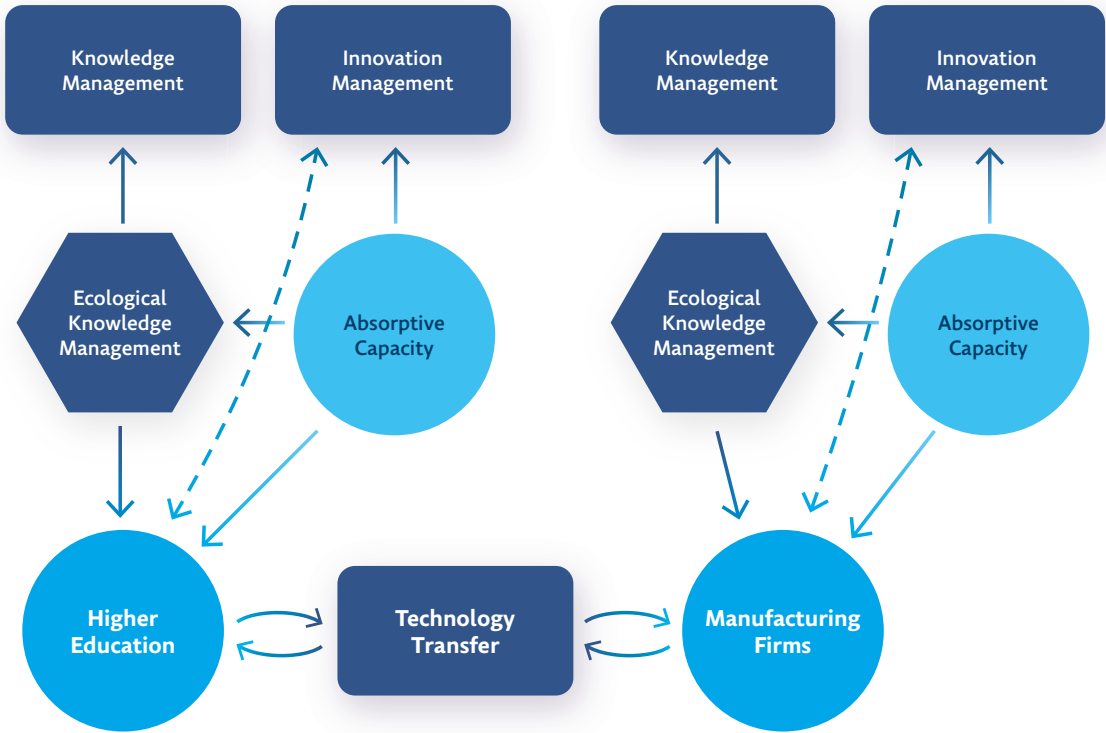 Knowledge
Management
Innovation
Management
Knowledge
Management
Innovation
Management
Ecological
Knowledge
Management
Absorptive
Capacity
Ecological
Knowledge
Management
Absorptive
Capacity
Higher
Education
Technology
Transfer
Manufacturing
Firms